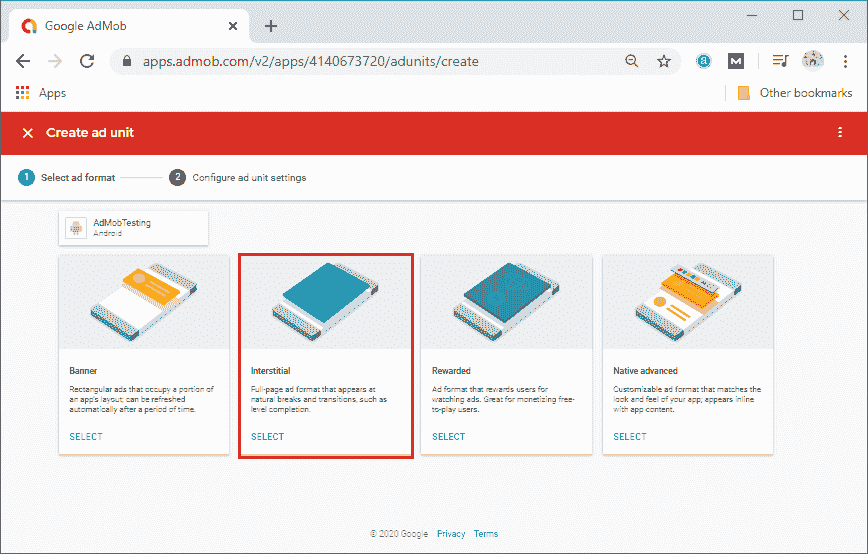 Google AdMob
apps.admob.com/v2/apps/4140673720/adunits/create
Apps
Other bookmarks
Create ad unit
1 Select ad format
2 Configure ad unit settings
AdMobTesting
Android
Banner
Rectangular ads that occupy a portion of
an app's layout; can be refreshed
automatically after a period of time.
SELECT
Interstitial
Full-page ad format that appears at
natural breaks and transitions, such as
level completion.
SELECT
Rewarded
Ad format that rewards users for
watching ads. Great for monetizing free-
to-play users.
SELECT
Native advanced
Customizable ad format that matches the
look and feel of your app; appears inline
with app content.
SELECT
© 2020 Google Privacy Terms